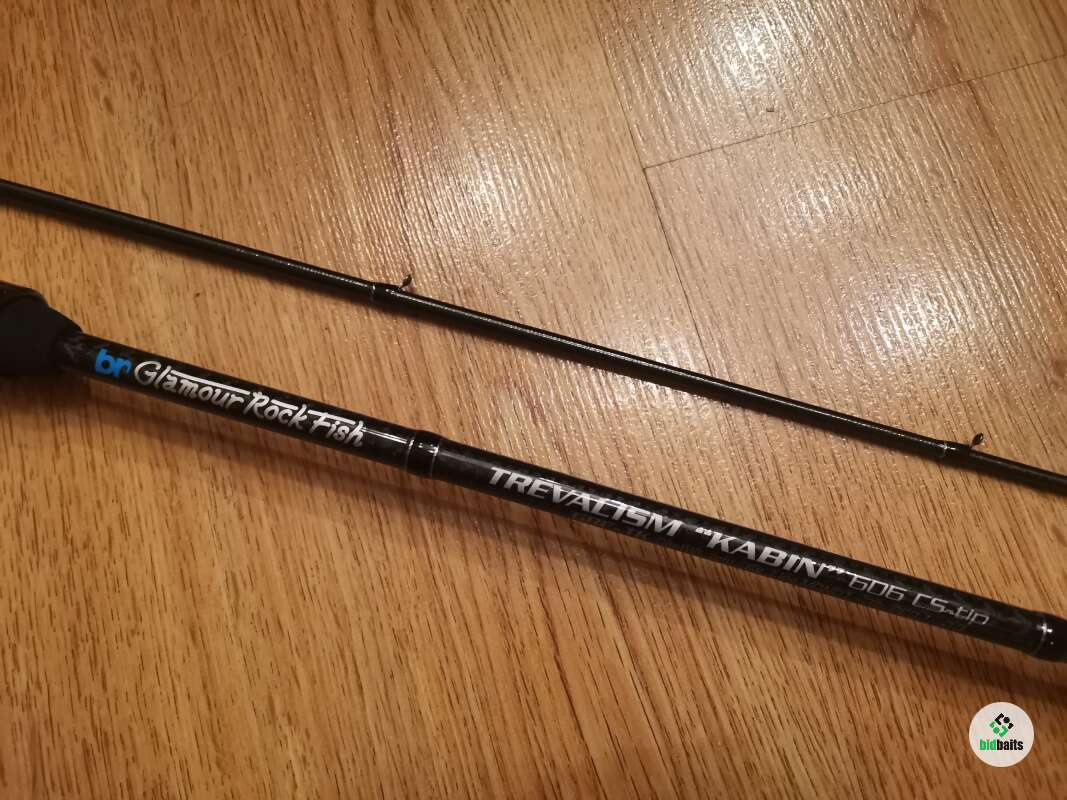 br Glamour Rock Fish
TREVALISM "KABIN" 606 CS.tip
bidbaits